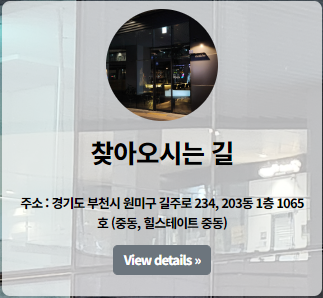 찾아오시는 길
주소 : 경기도 부천시 원미구 길주로 234, 203동 1층 1065
호 (중동, 힐스테이트 중동)
View details »